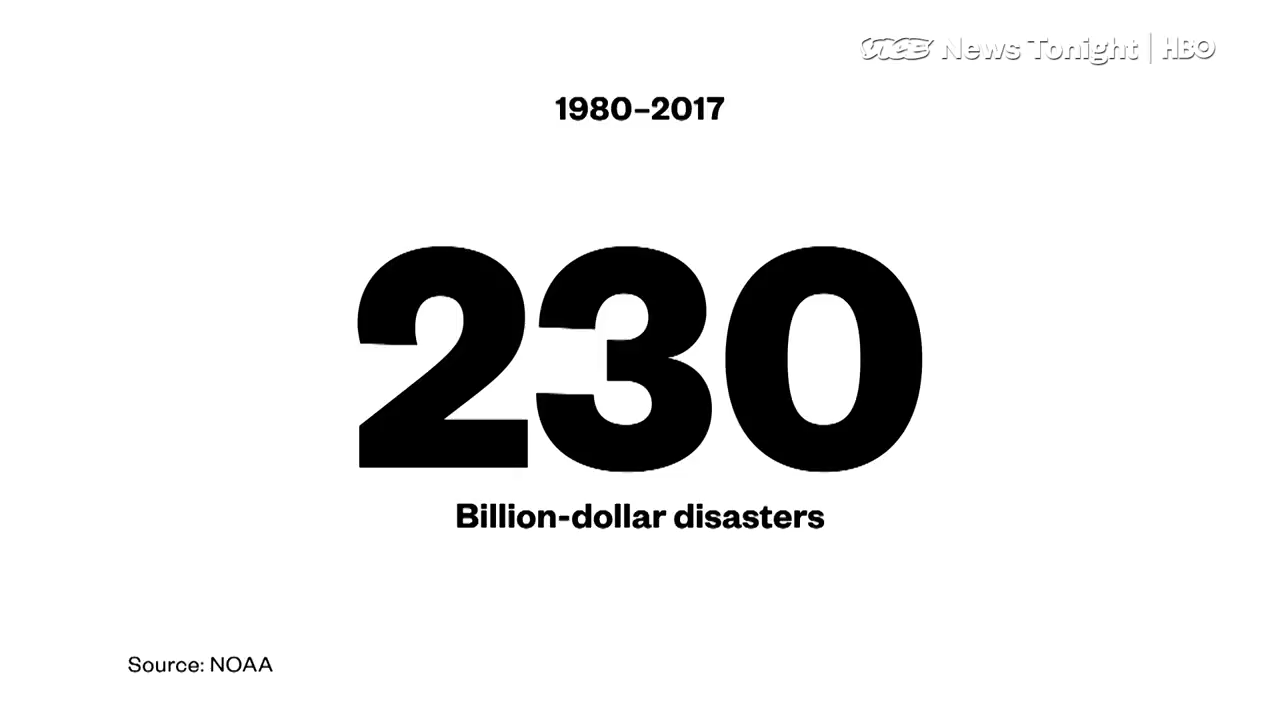 VICE News Tonight | HBO
1980–2017
230
Billion-dollar disasters
Source: NOAA